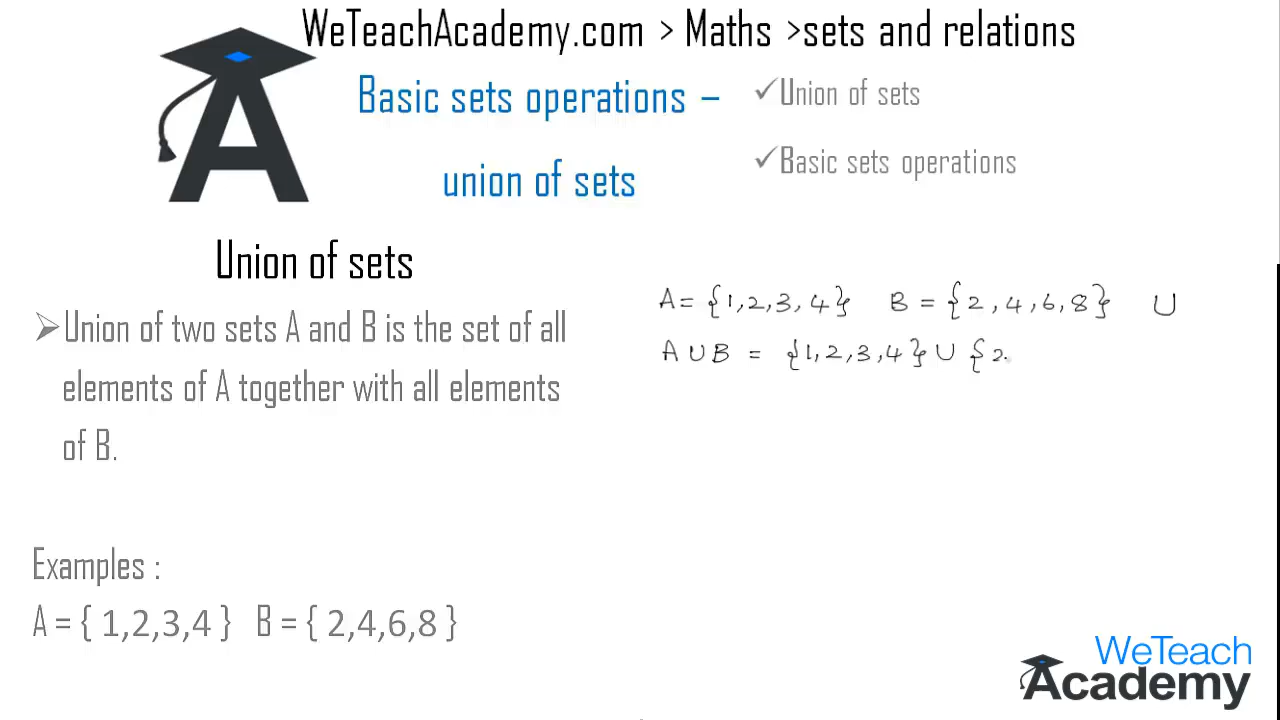 WeTeachAcademy.com > Maths >sets and relations
Basic sets operations –
union of sets
✓Union of sets
✓Basic sets operations
Union of sets
➢Union of two sets A and B is the set of all
elements of A together with all elements
of B.
Examples :
A = { 1,2,3,4 } B = { 2,4,6,8 }
A = {1,2,3,4} B = {2,4,6,8} U
A U B = {1,2,3,4} U {2
WeTeach
Academy